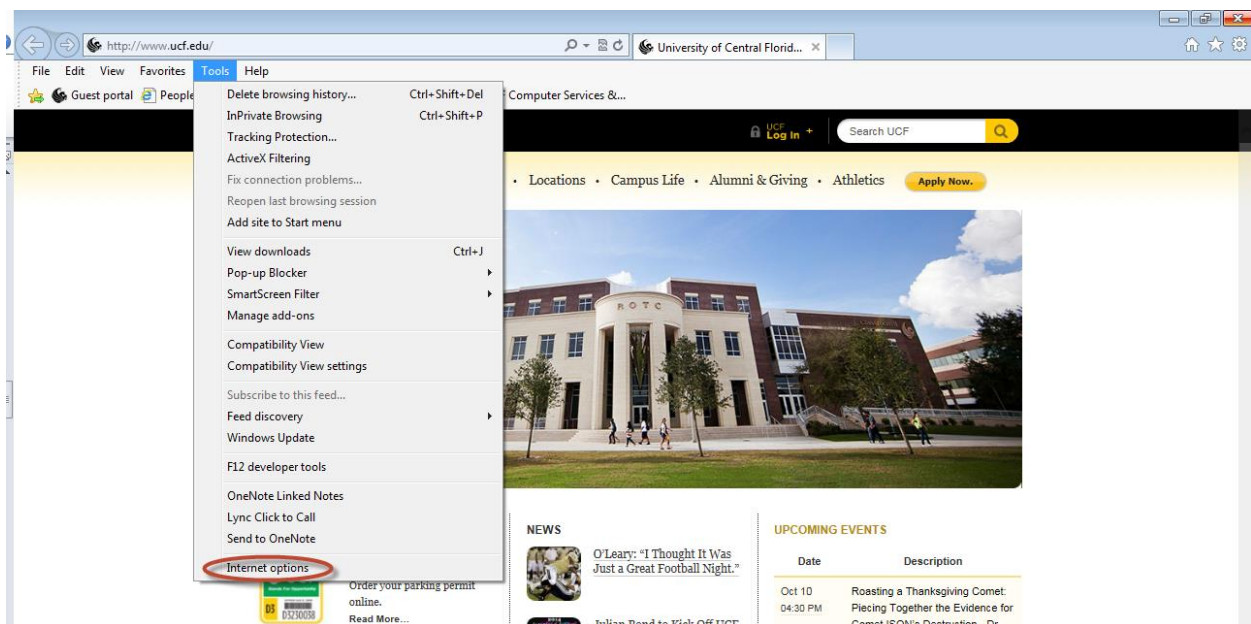 http://www.ucf.edu/
University of Central Florid...
File Edit View Favorites Tools Help
Guest portal People
Computer Services &...
Delete browsing history... Ctrl+Shift+Del
InPrivate Browsing Ctrl+Shift+P
Tracking Protection...
ActiveX Filtering
Fix connection problems...
Reopen last browsing session
Add site to Start menu
View downloads Ctrl+J
Pop-up Blocker
SmartScreen Filter
Manage add-ons
Compatibility View
Compatibility View settings
Subscribe to this feed...
Feed discovery
Windows Update
F12 developer tools
OneNote Linked Notes
Lync Click to Call
Send to OneNote
Internet options
UCF
Log In +
Search UCF
• Locations • Campus Life • Alumni & Giving • Athletics
Apply Now.
ROTC
Order your parking permit
online.
Read More...
D3
D3230038
NEWS
O'Leary: “I Thought It Was
Just a Great Football Night.”
Julian Bond to Kick Off UCF
UPCOMING EVENTS
Date Description
Oct 10
04:30 PM
Roasting a Thanksgiving Comet:
Piecing Together the Evidence for
Comet ISON's Destruction - Dr.